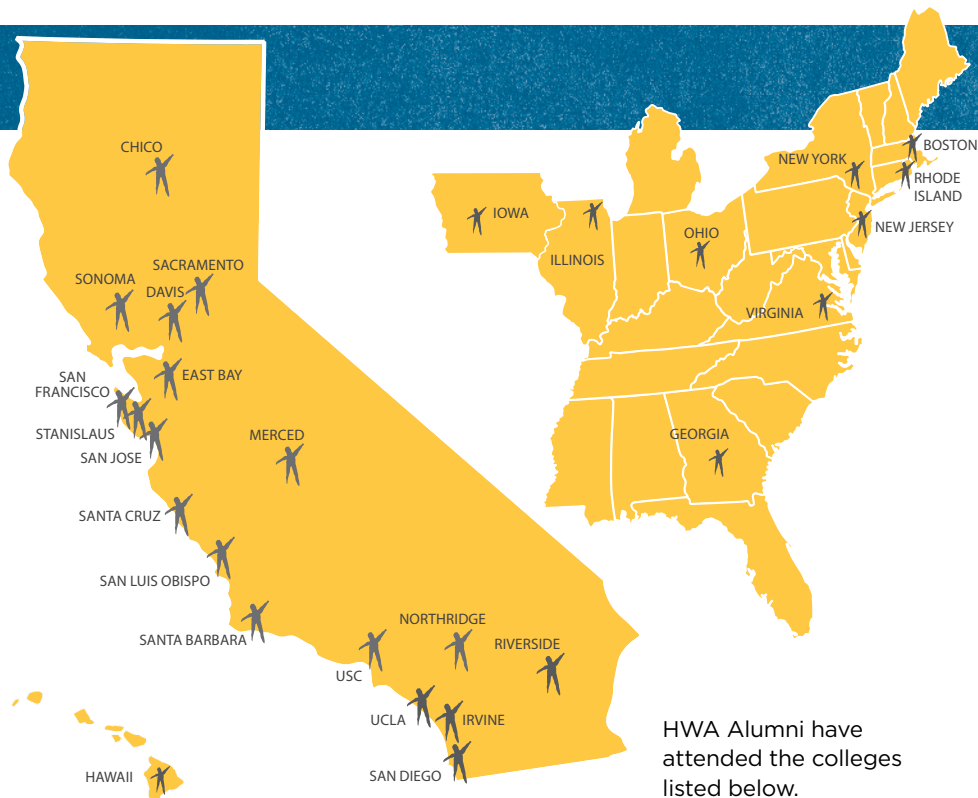 CHICO
SONOMA
SACRAMENTO
DAVIS
SAN
FRANCISCO
EAST BAY
STANISLAUS
SAN JOSE
MERCED
SANTA CRUZ
SAN LUIS OBISPO
SANTA BARBARA
NORTHRIDGE
RIVERSIDE
USC
UCLA
IRVINE
SAN DIEGO
HAWAII
IOWA
ILLINOIS
OHIO
NEW YORK
BOSTON
RHODE
ISLAND
NEW JERSEY
VIRGINIA
GEORGIA
HWA Alumni have
attended the colleges
listed below.